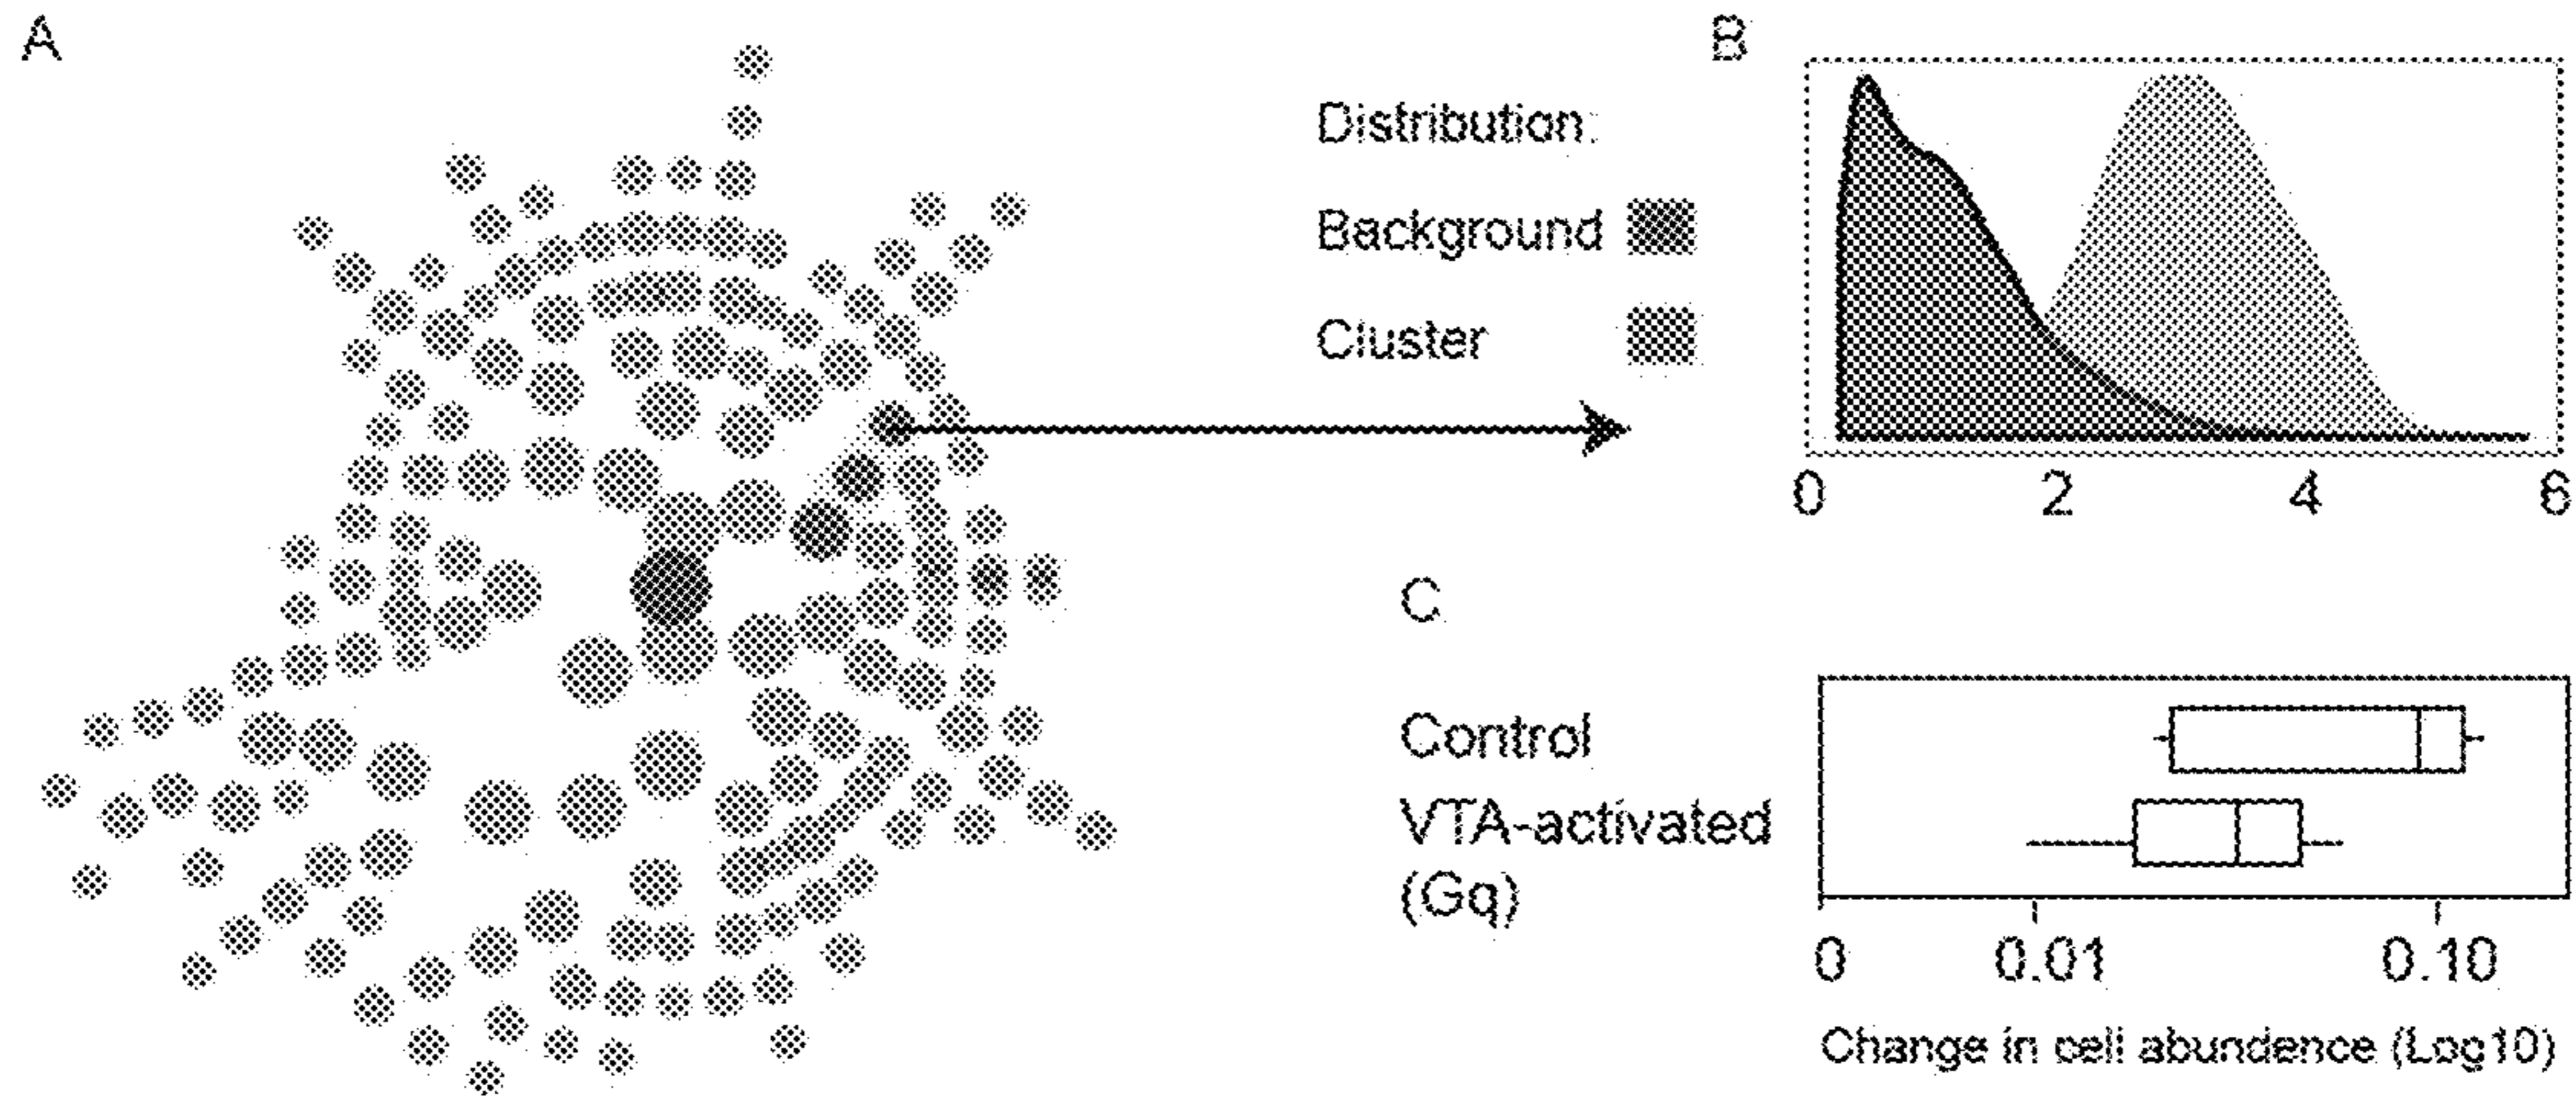 A
B
Distribution:
Background
Cluster
0 2 4 6
C
Control
VTA-activated
(Gq)
0 0.01 0.10
Change in cell abundence (Log10)